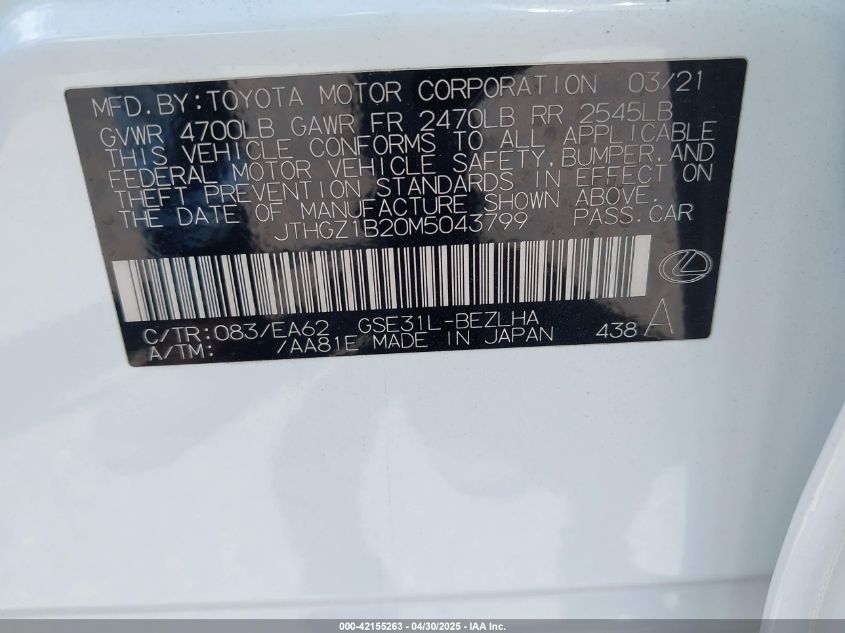 MFD.BY:TOYOTA MOTOR CORPORATION 03/21
GVWR 4700LB GAWR FR 2470LB RR 2545LB
THIS VEHICLE CONFORMS TO ALL APPLICABLE
FEDERAL MOTOR VEHICLE SAFETY,BUMPER,AND
THEFT PREVENTION STANDARDS IN EFFECT ON
THE DATE OF MANUFACTURE SHOWN ABOVE.
JTHGZ1B20M5043799 PASS.CAR
C/TR:083/EA62 GSE31L-BEZLHA
A/TM: /AA81E MADE IN JAPAN 438 A
000-42155263 - 04/30/2025 - IAA Inc.